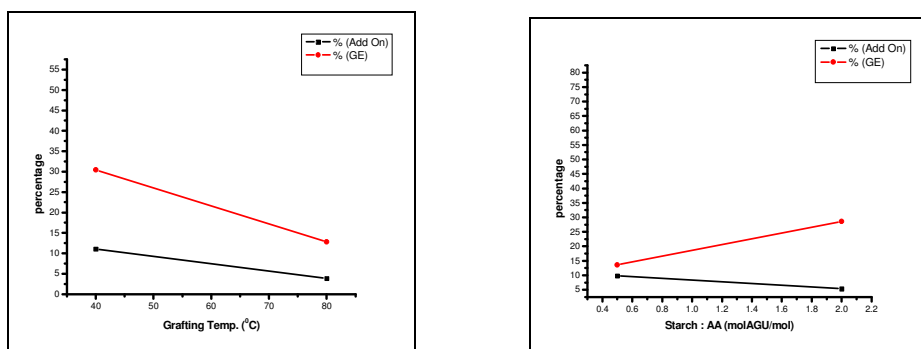 % (Add On)
% (GE)
55
50
45
40
35
30
25
20
15
10
5
0
percentage
40 50 60 70 80
Grafting Temp. (⁰C)
% (Add On)
% (GE)
80
75
70
65
60
55
50
45
40
35
30
25
20
15
10
5
percentage
0.4 0.6 0.8 1.0 1.2 1.4 1.6 1.8 2.0 2.2
Starch : AA (molAGU/mol)